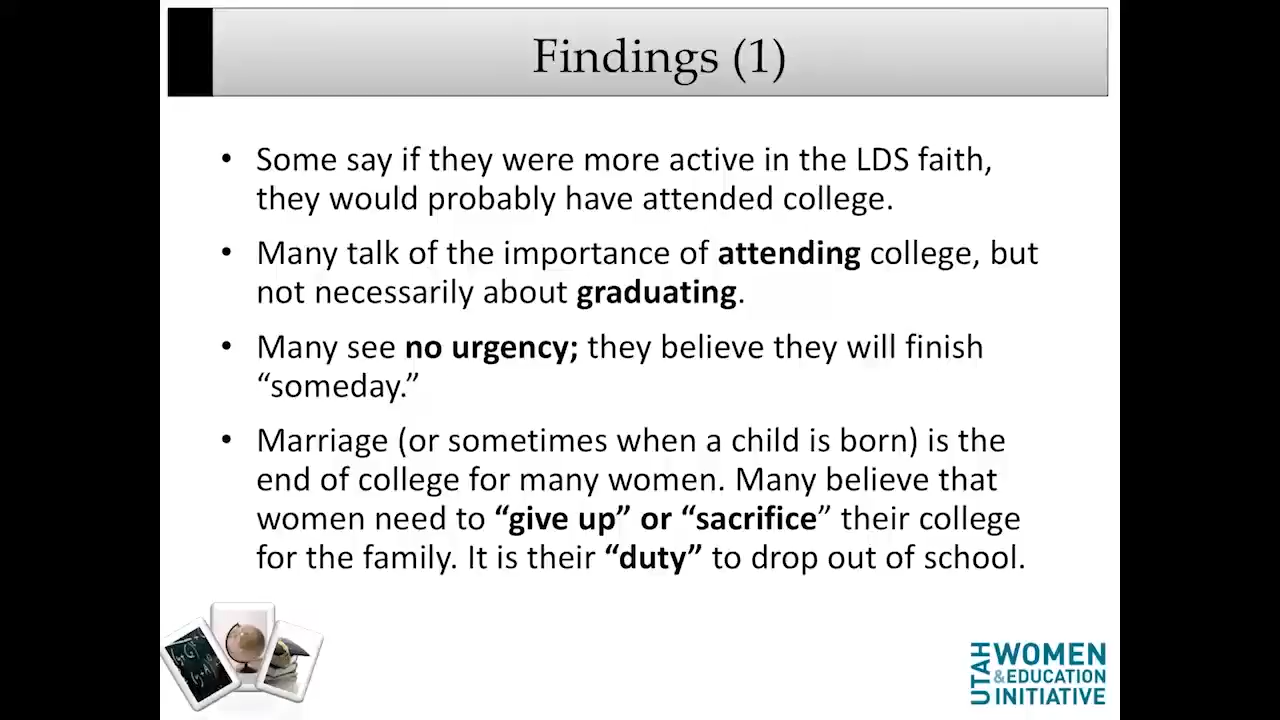 Findings (1)
• Some say if they were more active in the LDS faith,
they would probably have attended college.
• Many talk of the importance of attending college, but
not necessarily about graduating.
• Many see no urgency; they believe they will finish
“someday.”
• Marriage (or sometimes when a child is born) is the
end of college for many women. Many believe that
women need to “give up” or “sacrifice” their college
for the family. It is their “duty” to drop out of school.
UTAH
WOMEN
&EDUCATION
INITIATIVE